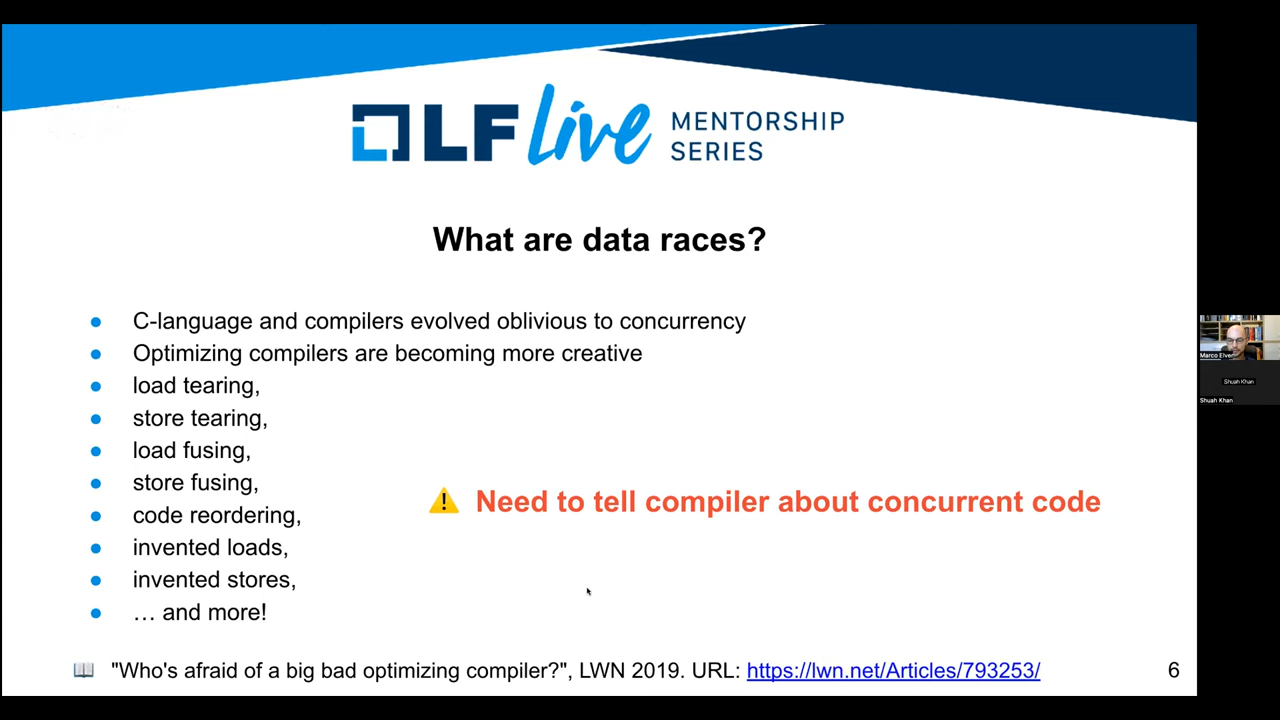 LF Live MENTORSHIP
SERIES
What are data races?
● C-language and compilers evolved oblivious to concurrency
● Optimizing compilers are becoming more creative
● load tearing,
● store tearing,
● load fusing,
● store fusing,
● code reordering,
● invented loads,
● invented stores,
● … and more!
⚠ Need to tell compiler about concurrent code
"Who's afraid of a big bad optimizing compiler?", LWN 2019. URL: https://lwn.net/Articles/793253/
6
Marco Elver
Shuah Khan
Shuah Khan